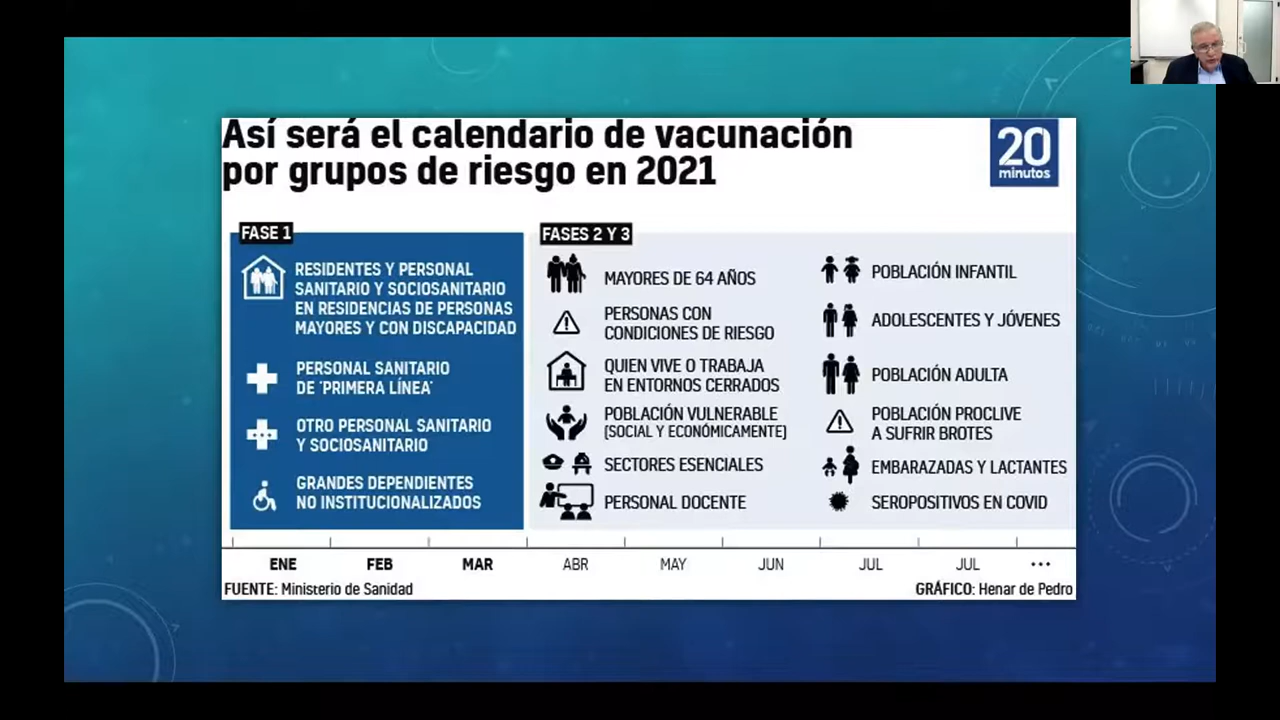 Así será el calendario de vacunación
por grupos de riesgo en 2021
20
minutos
FASE 1
RESIDENTES Y PERSONAL
SANITARIO Y SOCIOSANITARIO
EN RESIDENCIAS DE PERSONAS
MAYORES Y CON DISCAPACIDAD
PERSONAL SANITARIO
DE 'PRIMERA LÍNEA'
OTRO PERSONAL SANITARIO
Y SOCIOSANITARIO
GRANDES DEPENDIENTES
NO INSTITUCIONALIZADOS
FASES 2 Y 3
MAYORES DE 64 AÑOS
PERSONAS CON
CONDICIONES DE RIESGO
QUIEN VIVE O TRABAJA
EN ENTORNOS CERRADOS
POBLACIÓN VULNERABLE
(SOCIAL Y ECONÓMICAMENTE)
SECTORES ESENCIALES
PERSONAL DOCENTE
POBLACIÓN INFANTIL
ADOLESCENTES Y JÓVENES
POBLACIÓN ADULTA
POBLACIÓN PROCLIVE
A SUFRIR BROTES
EMBARAZADAS Y LACTANTES
SEROPOSITIVOS EN COVID
ENE FEB MAR ABR MAY JUN JUL JUL ...
FUENTE: Ministerio de Sanidad
GRÁFICO: Henar de Pedro